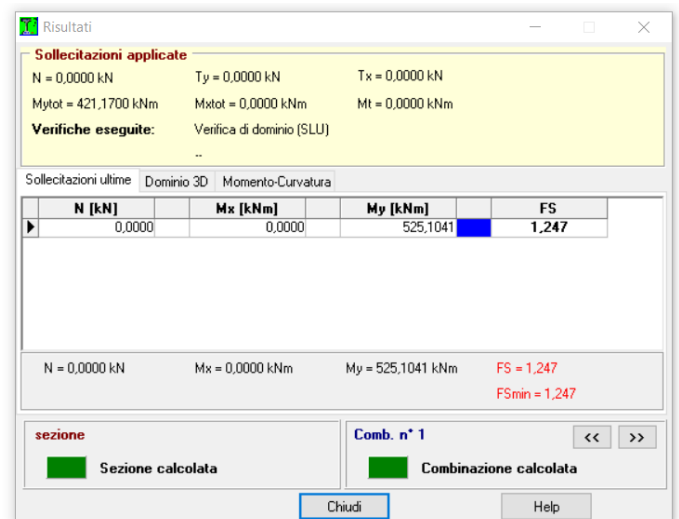 Risultati
Sollecitazioni applicate
N = 0,0000 kN Ty = 0,0000 kN Tx = 0,0000 kN
Mytot = 421,1700 kNm Mxtot = 0,0000 kNm Mt = 0,0000 kNm
Verifiche eseguite: Verifica di dominio (SLU)
..
Sollecitazioni ultime Dominio 3D Momento-Curvatura
N [kN] Mx [kNm] My [kNm] FS
0,0000 0,0000 525,1041 1,247
N = 0,0000 kN Mx = 0,0000 kNm My = 525,1041 kNm FS = 1,247
FSmin = 1,247
sezione Comb. n° 1 << >>
Sezione calcolata Combinazione calcolata
Chiudi Help